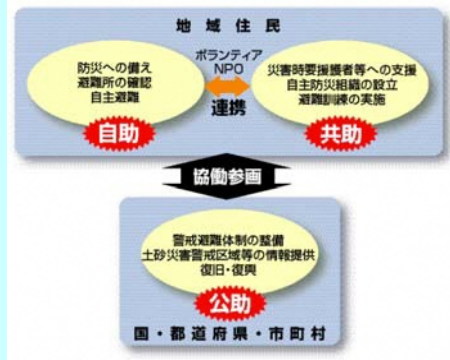 地域住民
防災への備え
避難所の確認
自主避難
自助
ボランティア
NPO
連携
災害時要援護者等への支援
自主防災組織の設立
避難訓練の実施
共助
協働参画
警戒避難体制の整備
土砂災害警戒区域等の情報提供
復旧・復興
公助
国・都道府県・市町村